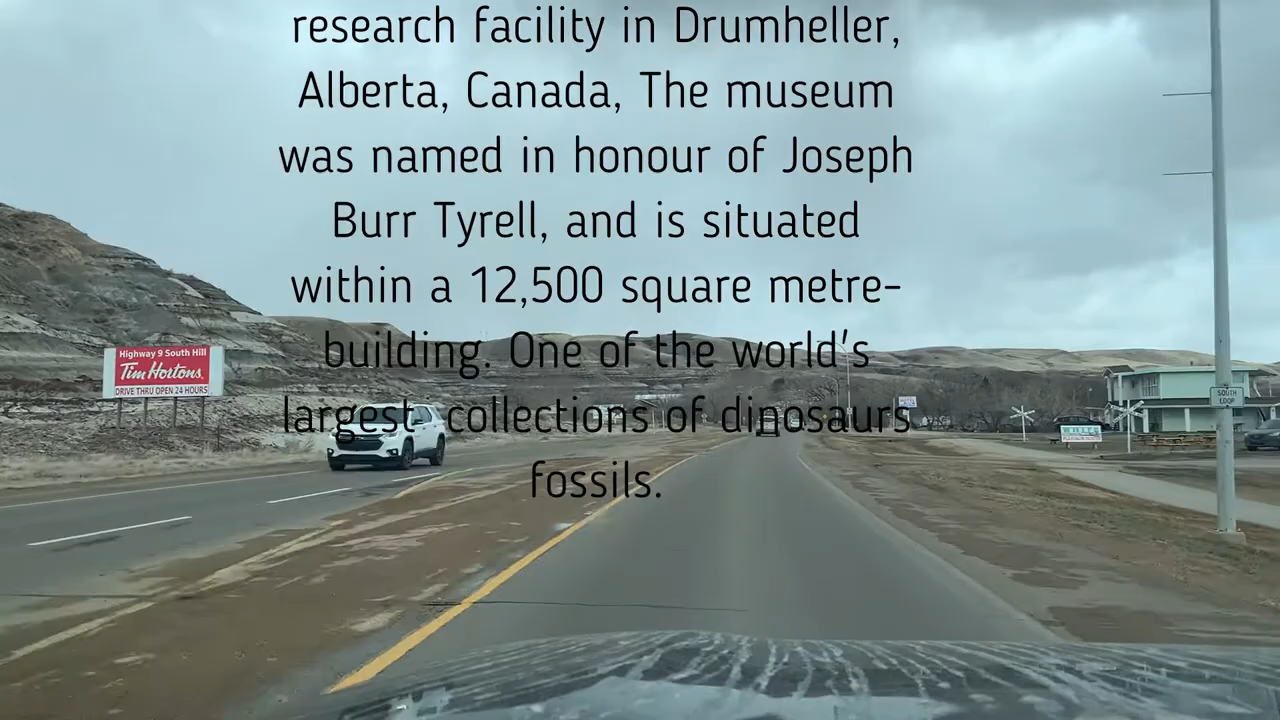 research facility in Drumheller,
Alberta, Canada, The museum
was named in honour of Joseph
Burr Tyrell, and is situated
within a 12,500 square metre-
building. One of the world's
largest- collections of dinosaurs
fossils.
Highway 9 South Hill
Tim Hortons
DRIVE THRU OPEN 24 HOURS
SOUTH
LOOP